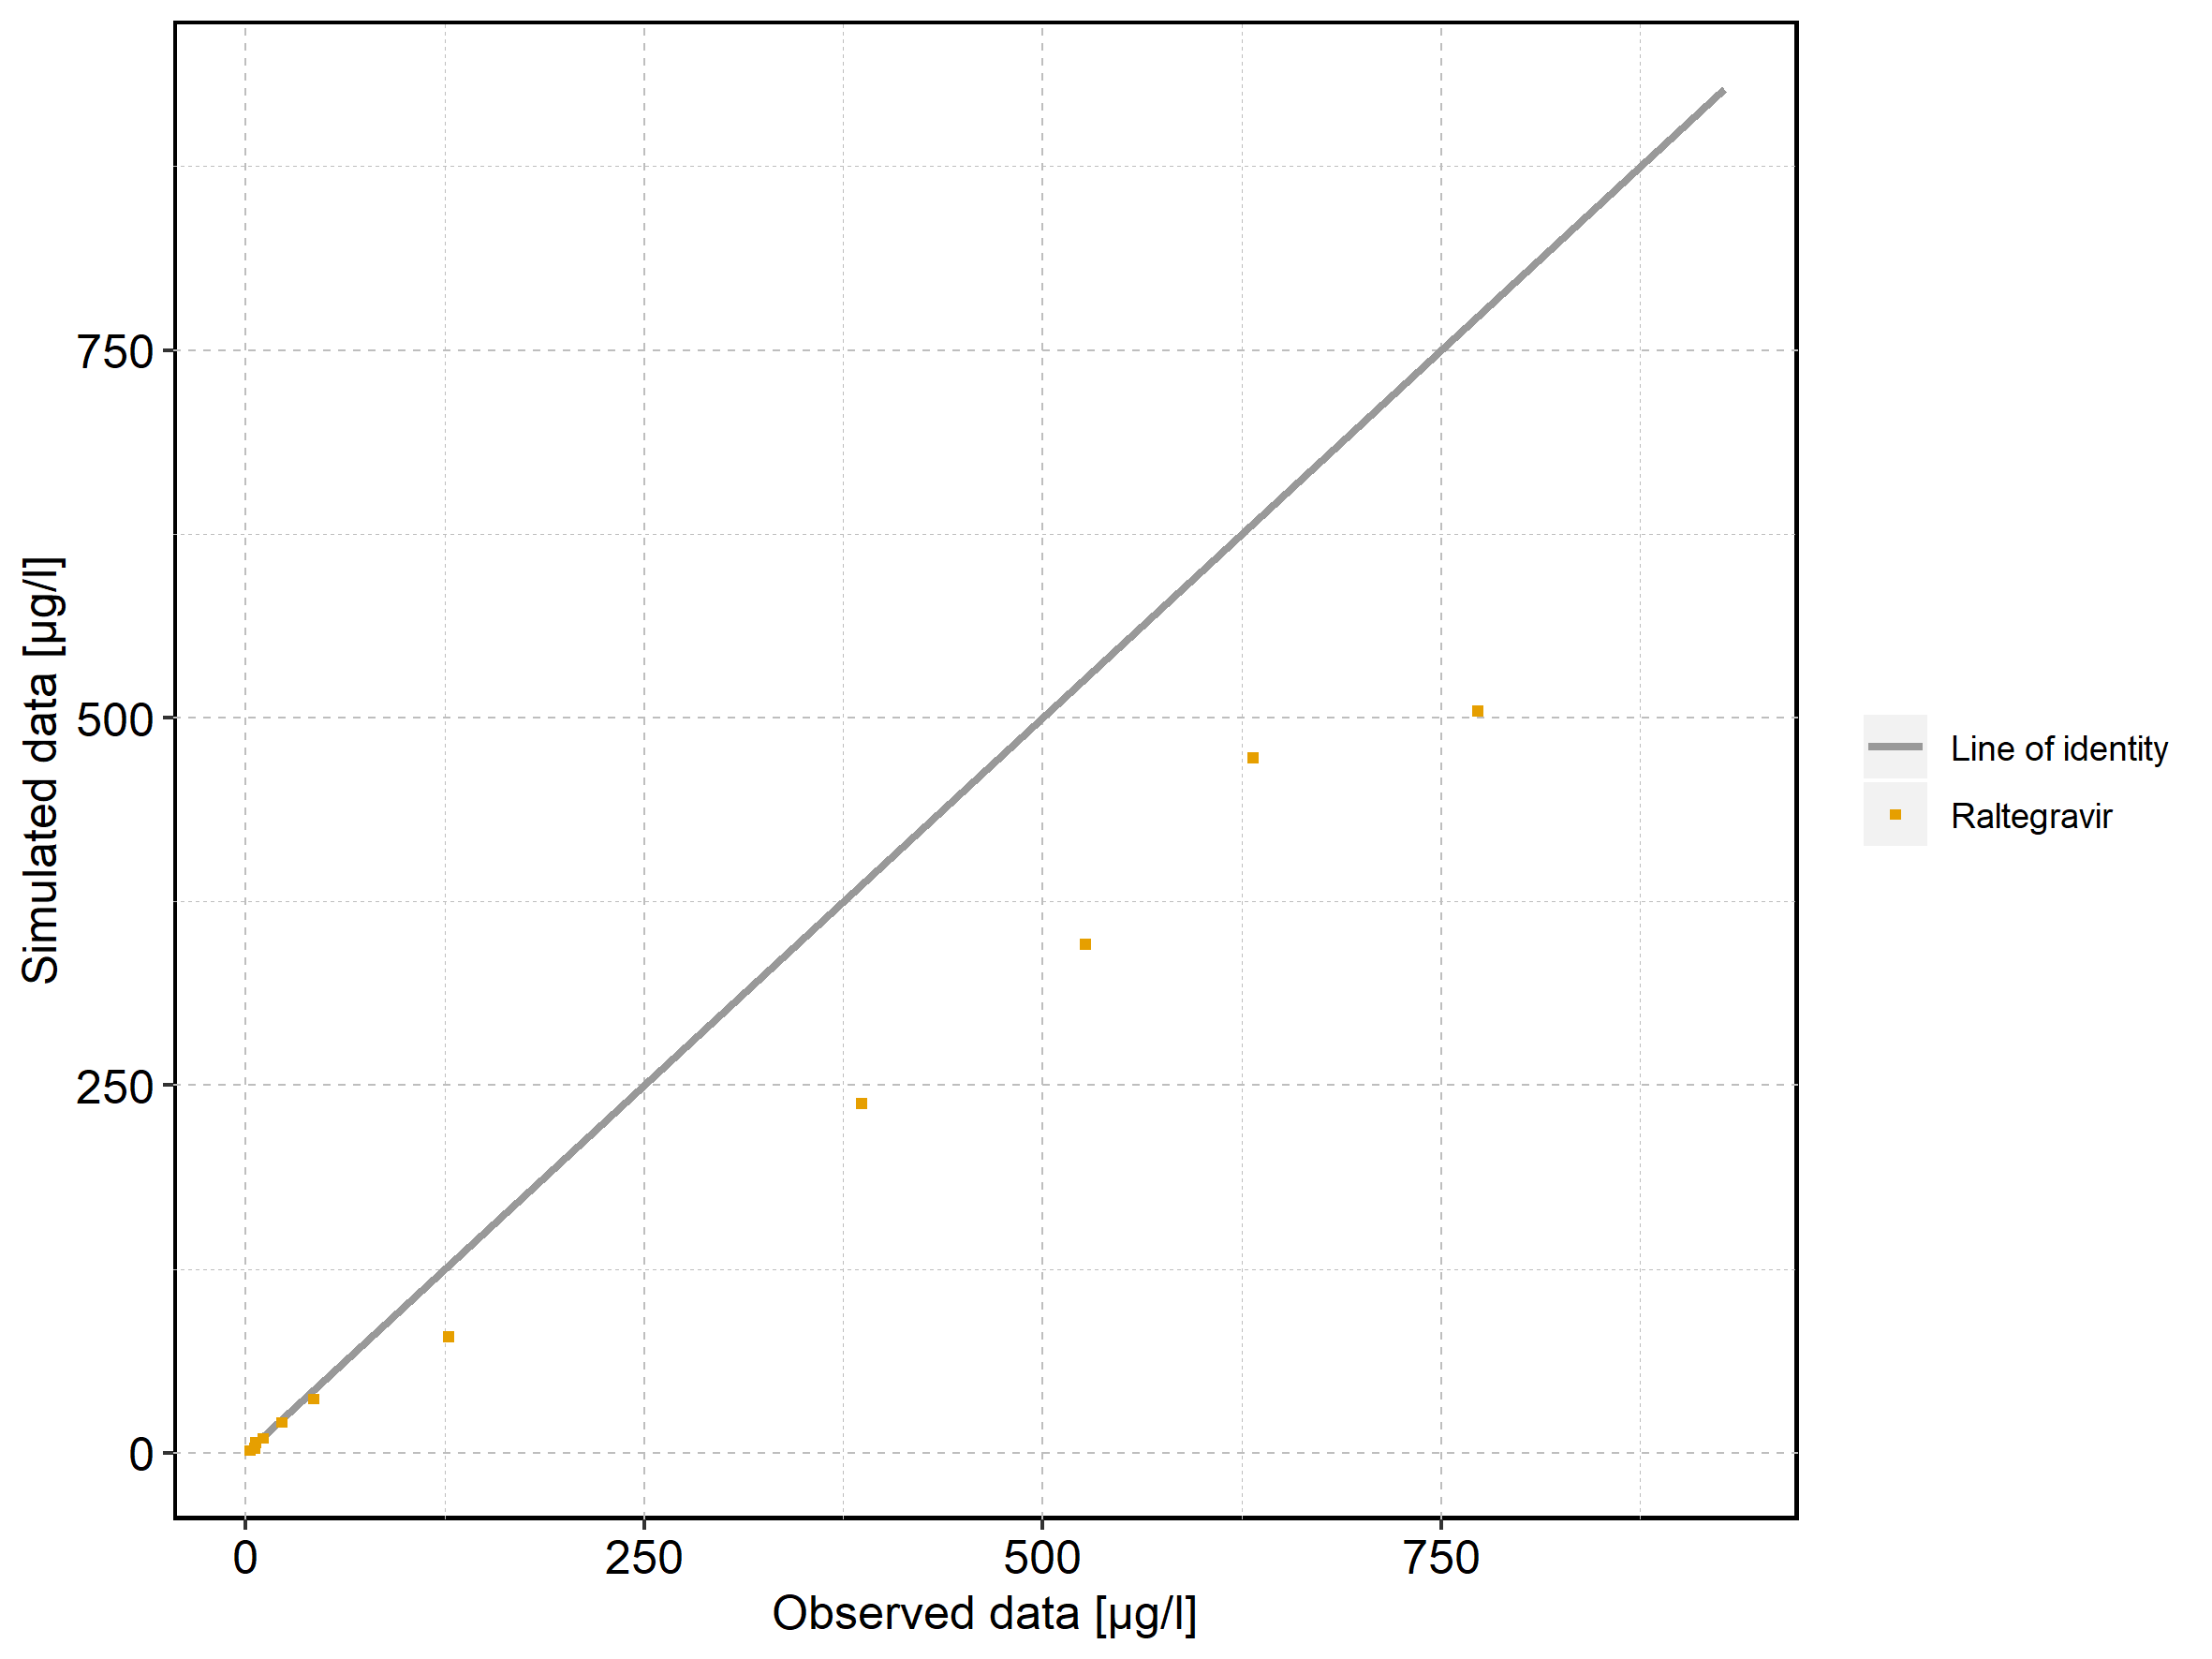 Simulated data [µg/l]
750
500
250
0
0 250 500 750
Observed data [µg/l]
Line of identity
Raltegravir